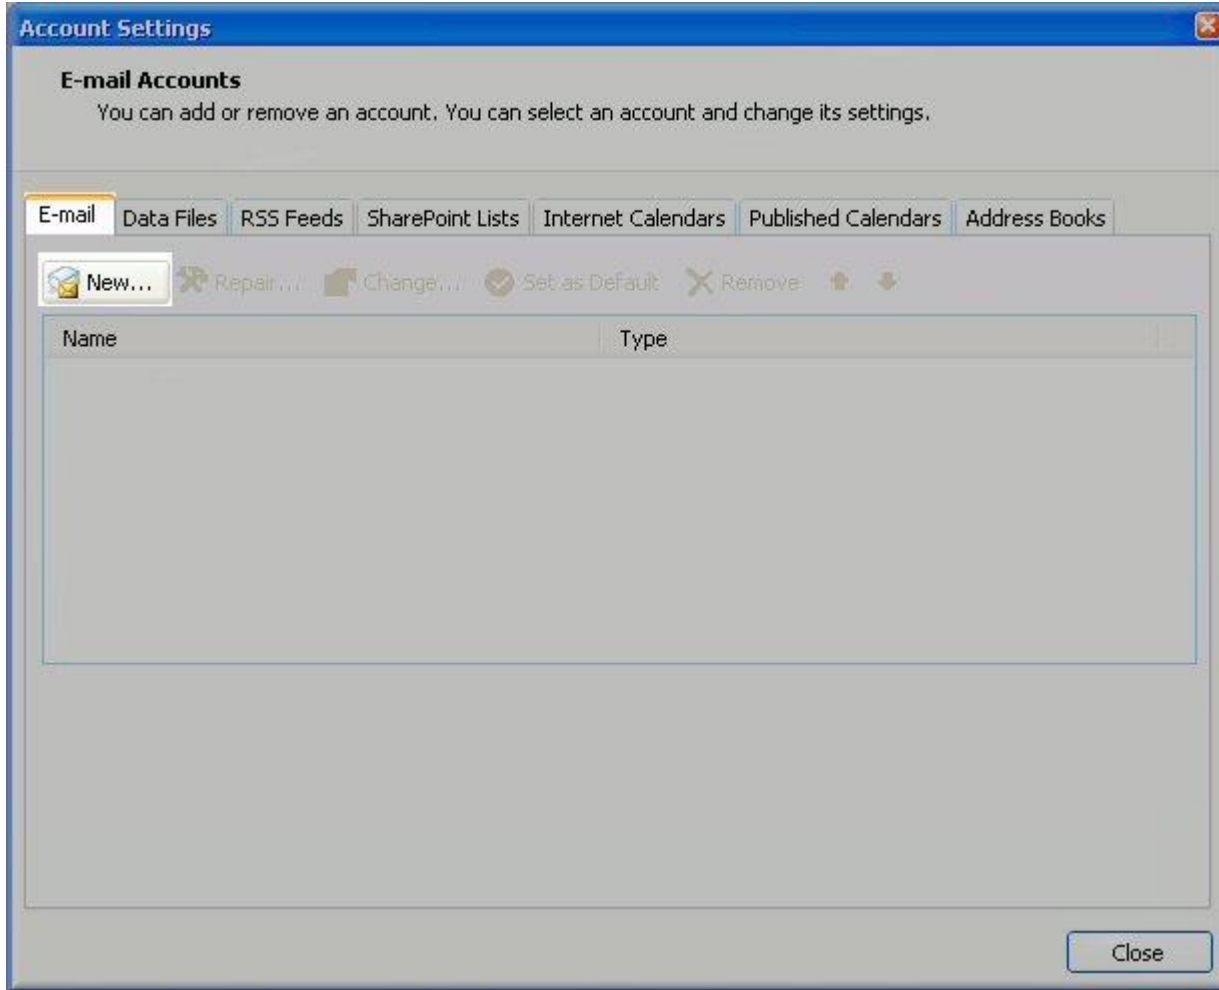 Account Settings
E-mail Accounts
You can add or remove an account. You can select an account and change its settings.
E-mail Data Files RSS Feeds SharePoint Lists Internet Calendars Published Calendars Address Books
New... Repair... Change... Set as Default Remove
Name Type
Close